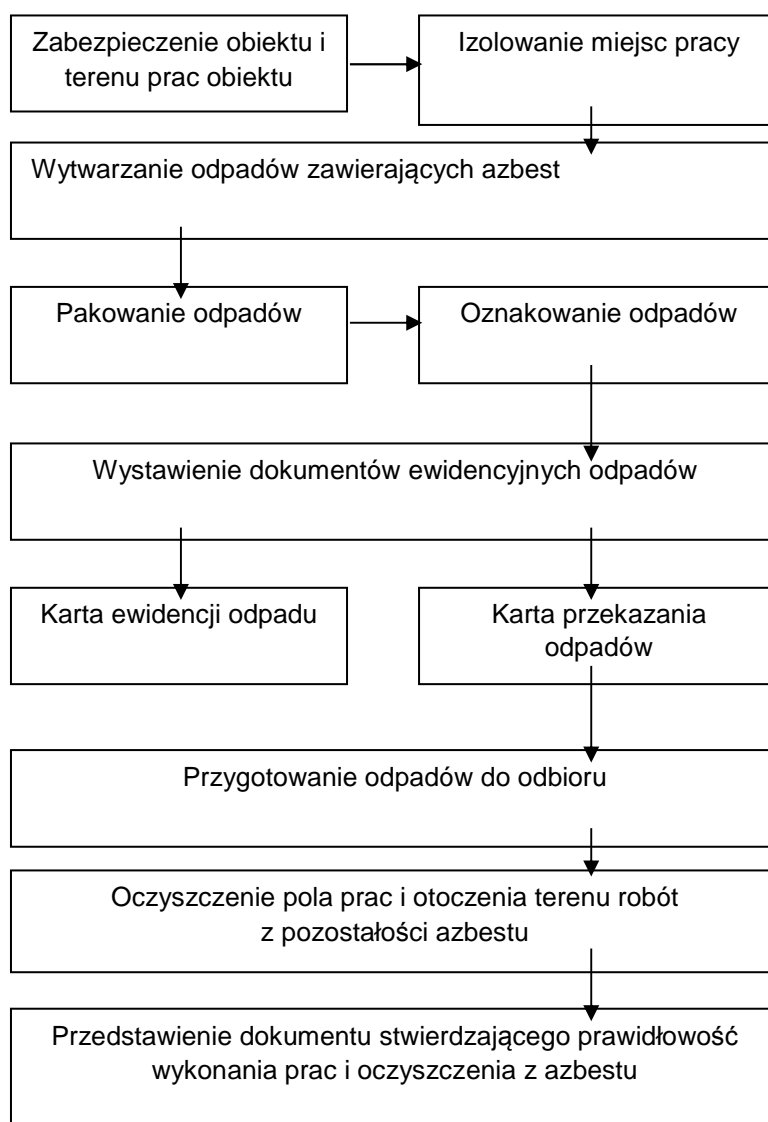 Zabezpieczenie obiektu i
terenu prac obiektu
Izolowanie miejsc pracy
Wytwarzanie odpadów zawierających azbest
Pakowanie odpadów
Oznakowanie odpadów
Wystawienie dokumentów ewidencyjnych odpadów
Karta ewidencji odpadu
Karta przekazania
odpadów
Przygotowanie odpadów do odbioru
Oczyszczenie pola prac i otoczenia terenu robót
z pozostałości azbestu
Przedstawienie dokumentu stwierdzającego prawidłowość
wykonania prac i oczyszczenia z azbestu